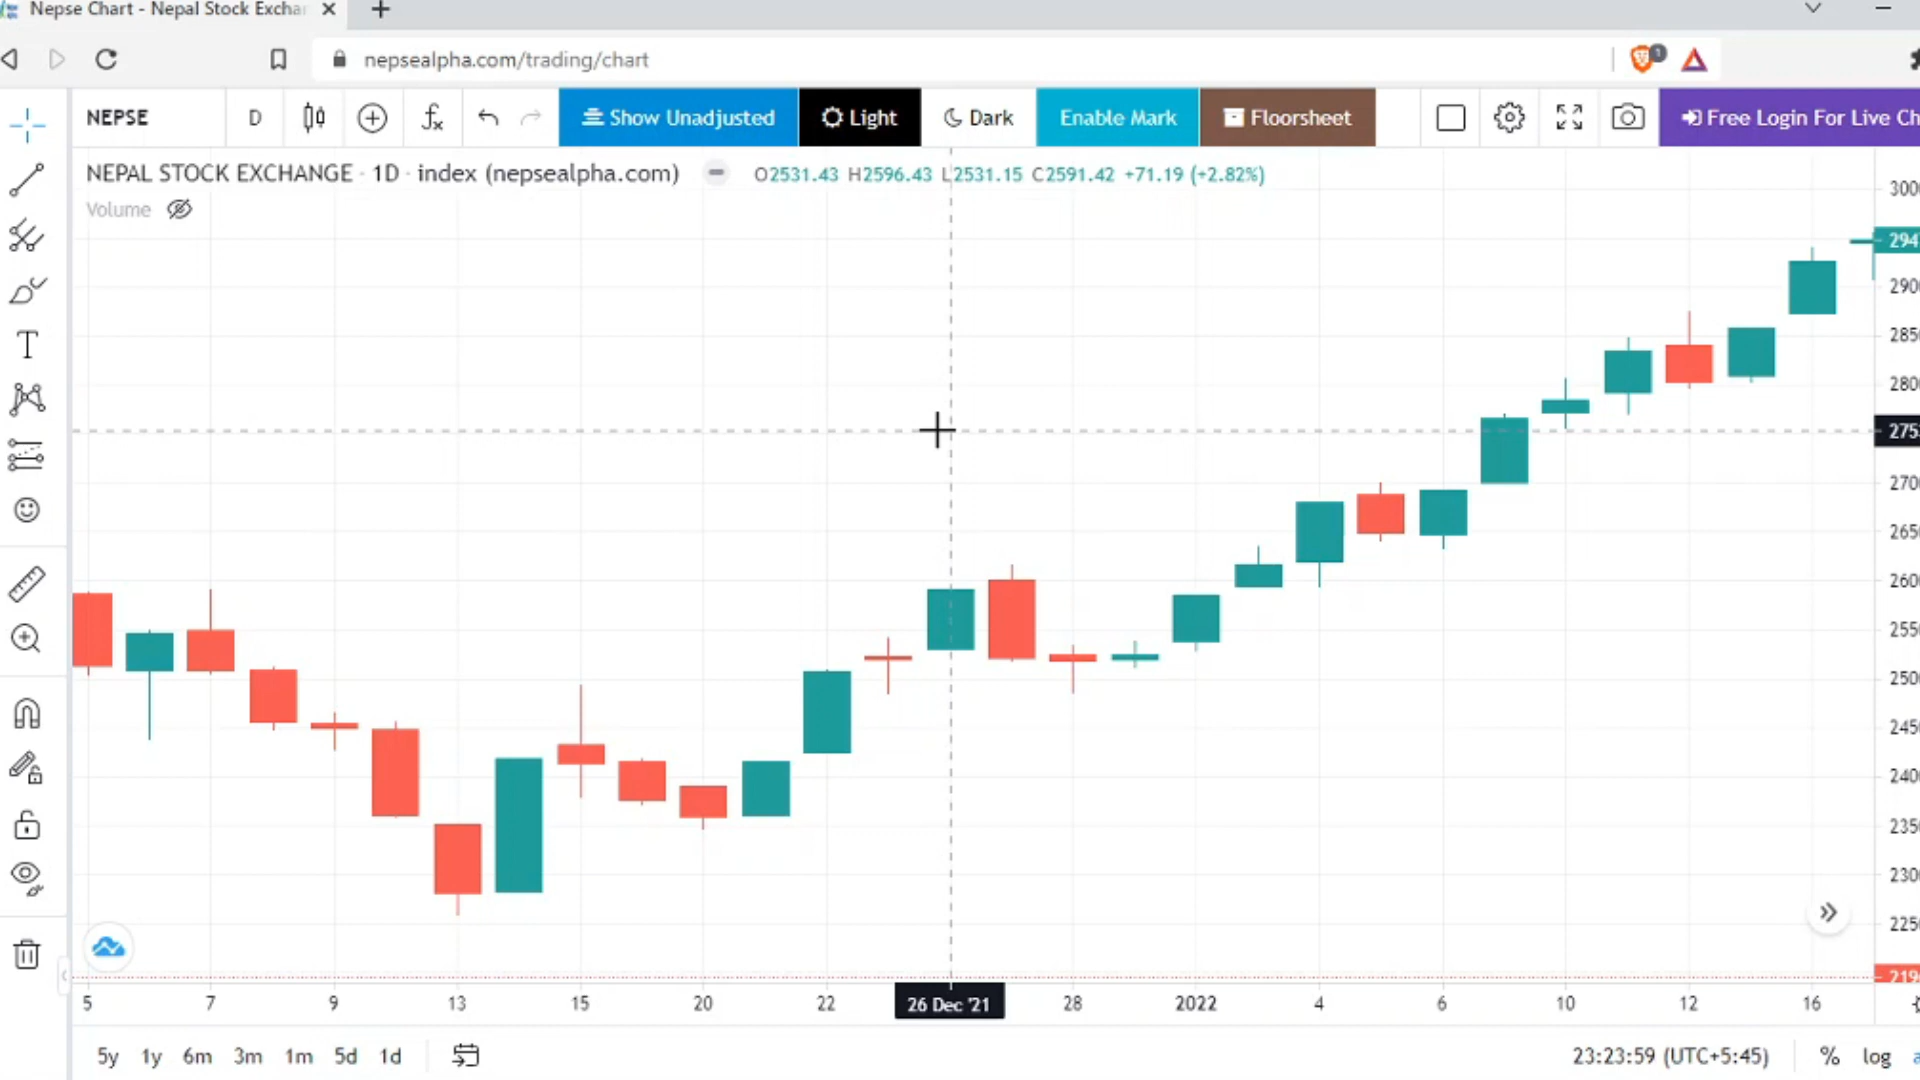 Nepse Chart - Nepal Stock Exchan
nepsealpha.com/trading/chart
1
NEPSE D Show Unadjusted Light Dark Enable Mark Floorsheet Free Login For Live Ch
NEPAL STOCK EXCHANGE · 1D · index (nepsealpha.com) O2531.43 H2596.43 L2531.15 C2591.42 +71.19 (+2.82%)
Volume
300
294
290
285
280
275
270
265
260
255
250
245
240
235
230
225
219
5 7 9 13 15 20 22 26 Dec '21 28 2022 4 6 10 12 16
5y 1y 6m 3m 1m 5d 1d 23:23:59 (UTC+5:45) % log a